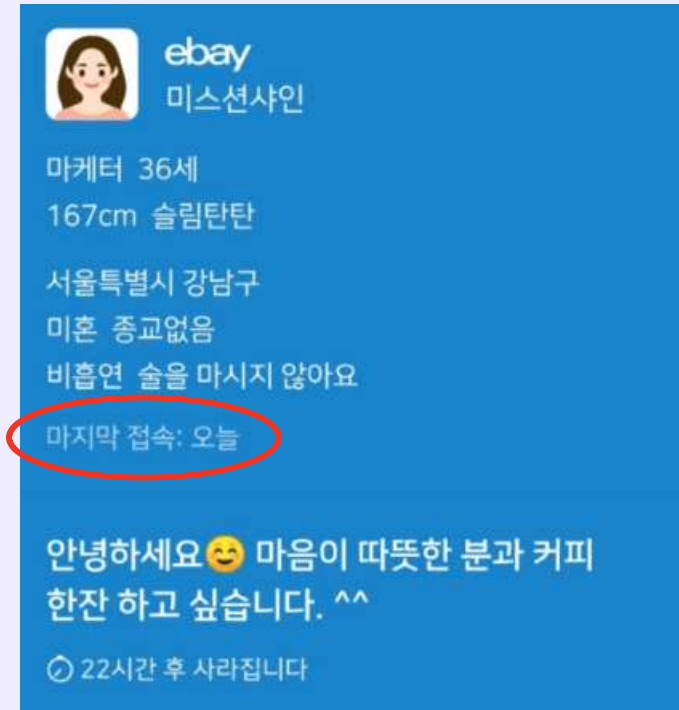 ebay
미스션샤인
마케터 36세
167cm 슬림탄탄
서울특별시 강남구
미혼 종교없음
비흡연 술을 마시지 않아요
마지막 접속: 오늘
안녕하세요😊 마음이 따뜻한 분과 커피
한잔 하고 싶습니다. ^^
22시간 후 사라집니다